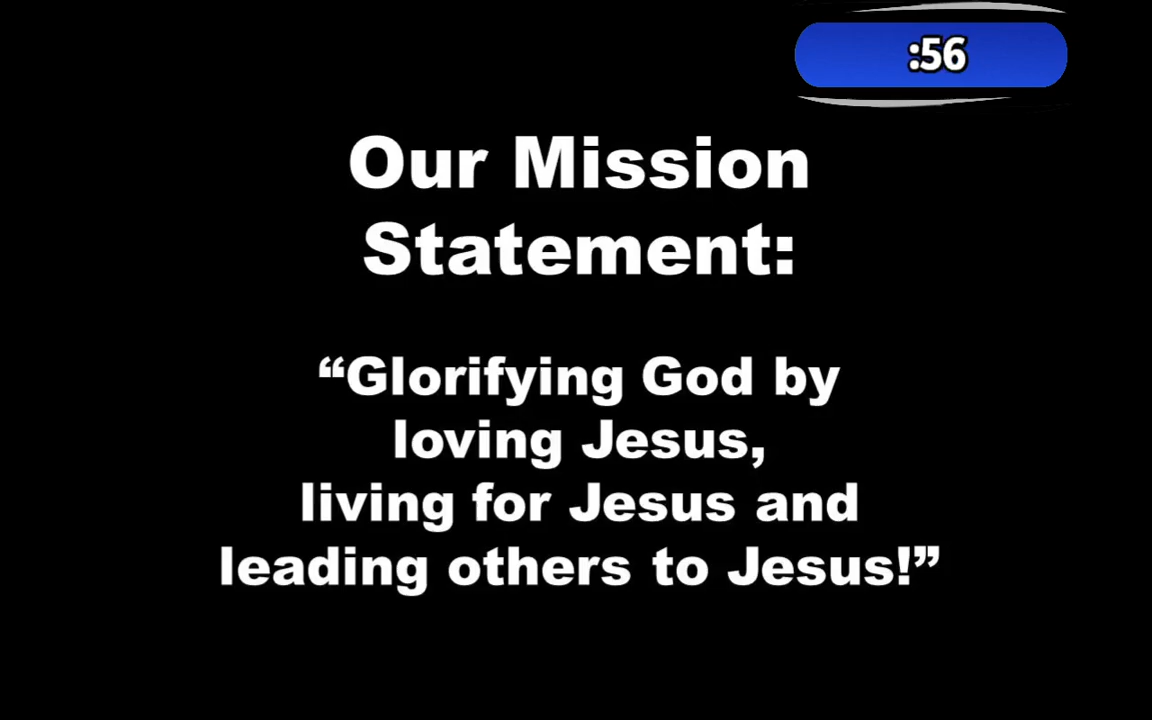 :56
Our Mission
Statement:
“Glorifying God by
loving Jesus,
living for Jesus and
leading others to Jesus!”